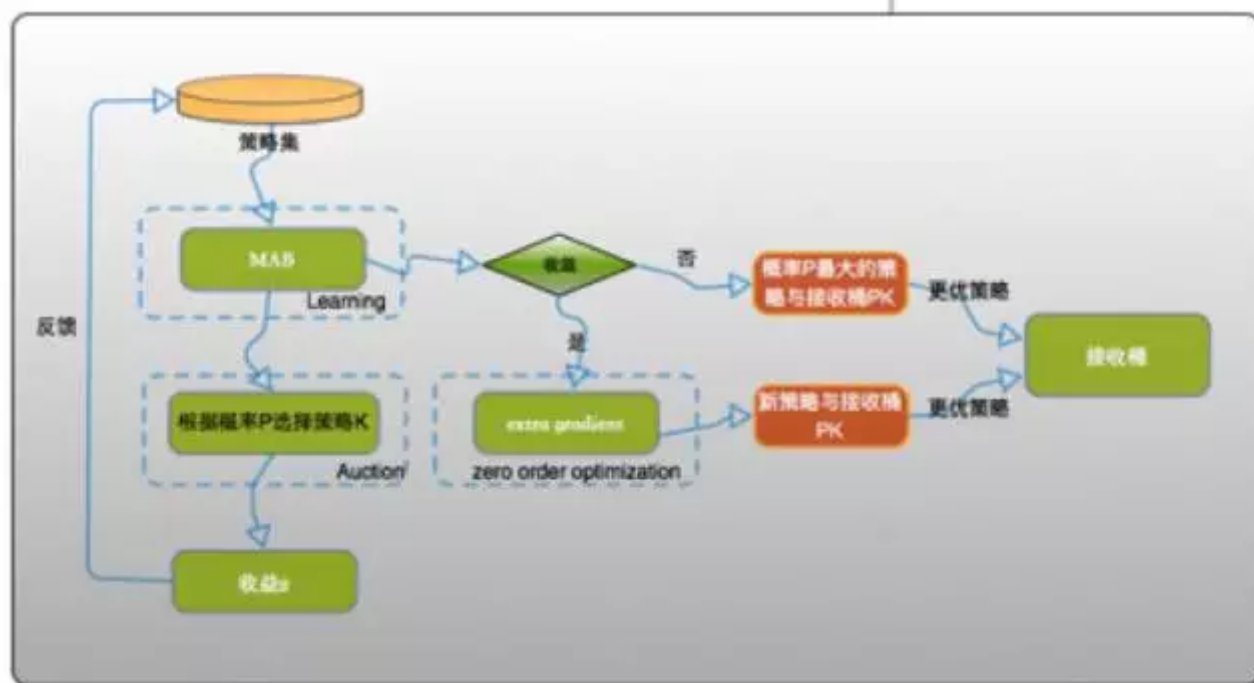 策略集
MAB
Learning
收敛
否
概率P最大的策
略与接收桶PK
更优策略
反馈
是
接收桶
根据概率P选择策略K
Auction
extra gradient
zero order optimization
新策略与接收桶
PK
更优策略
收益